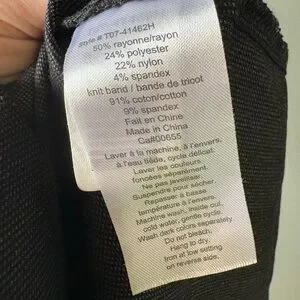 Style # T07-41462H
50% rayonne/rayon
24% polyester
22% nylon
4% spandex
knit band / bande de tricot
91% coton/cotton
9% spandex
Fait en China
Made in China
Ca#00655
Laver à la machine, à l'envers,
à l'eau tiède, cycle délicat.
Laver les couleurs
foncées séparément.
Ne pas javelliser.
Suspendre pour sécher
Repasser à basse
température à l'envers.
Machine wash, inside out,
cold water, gentle cycle.
Wash dark colors separately.
Do not bleach.
Hang to dry,
Iron at low setting
on reverse side.